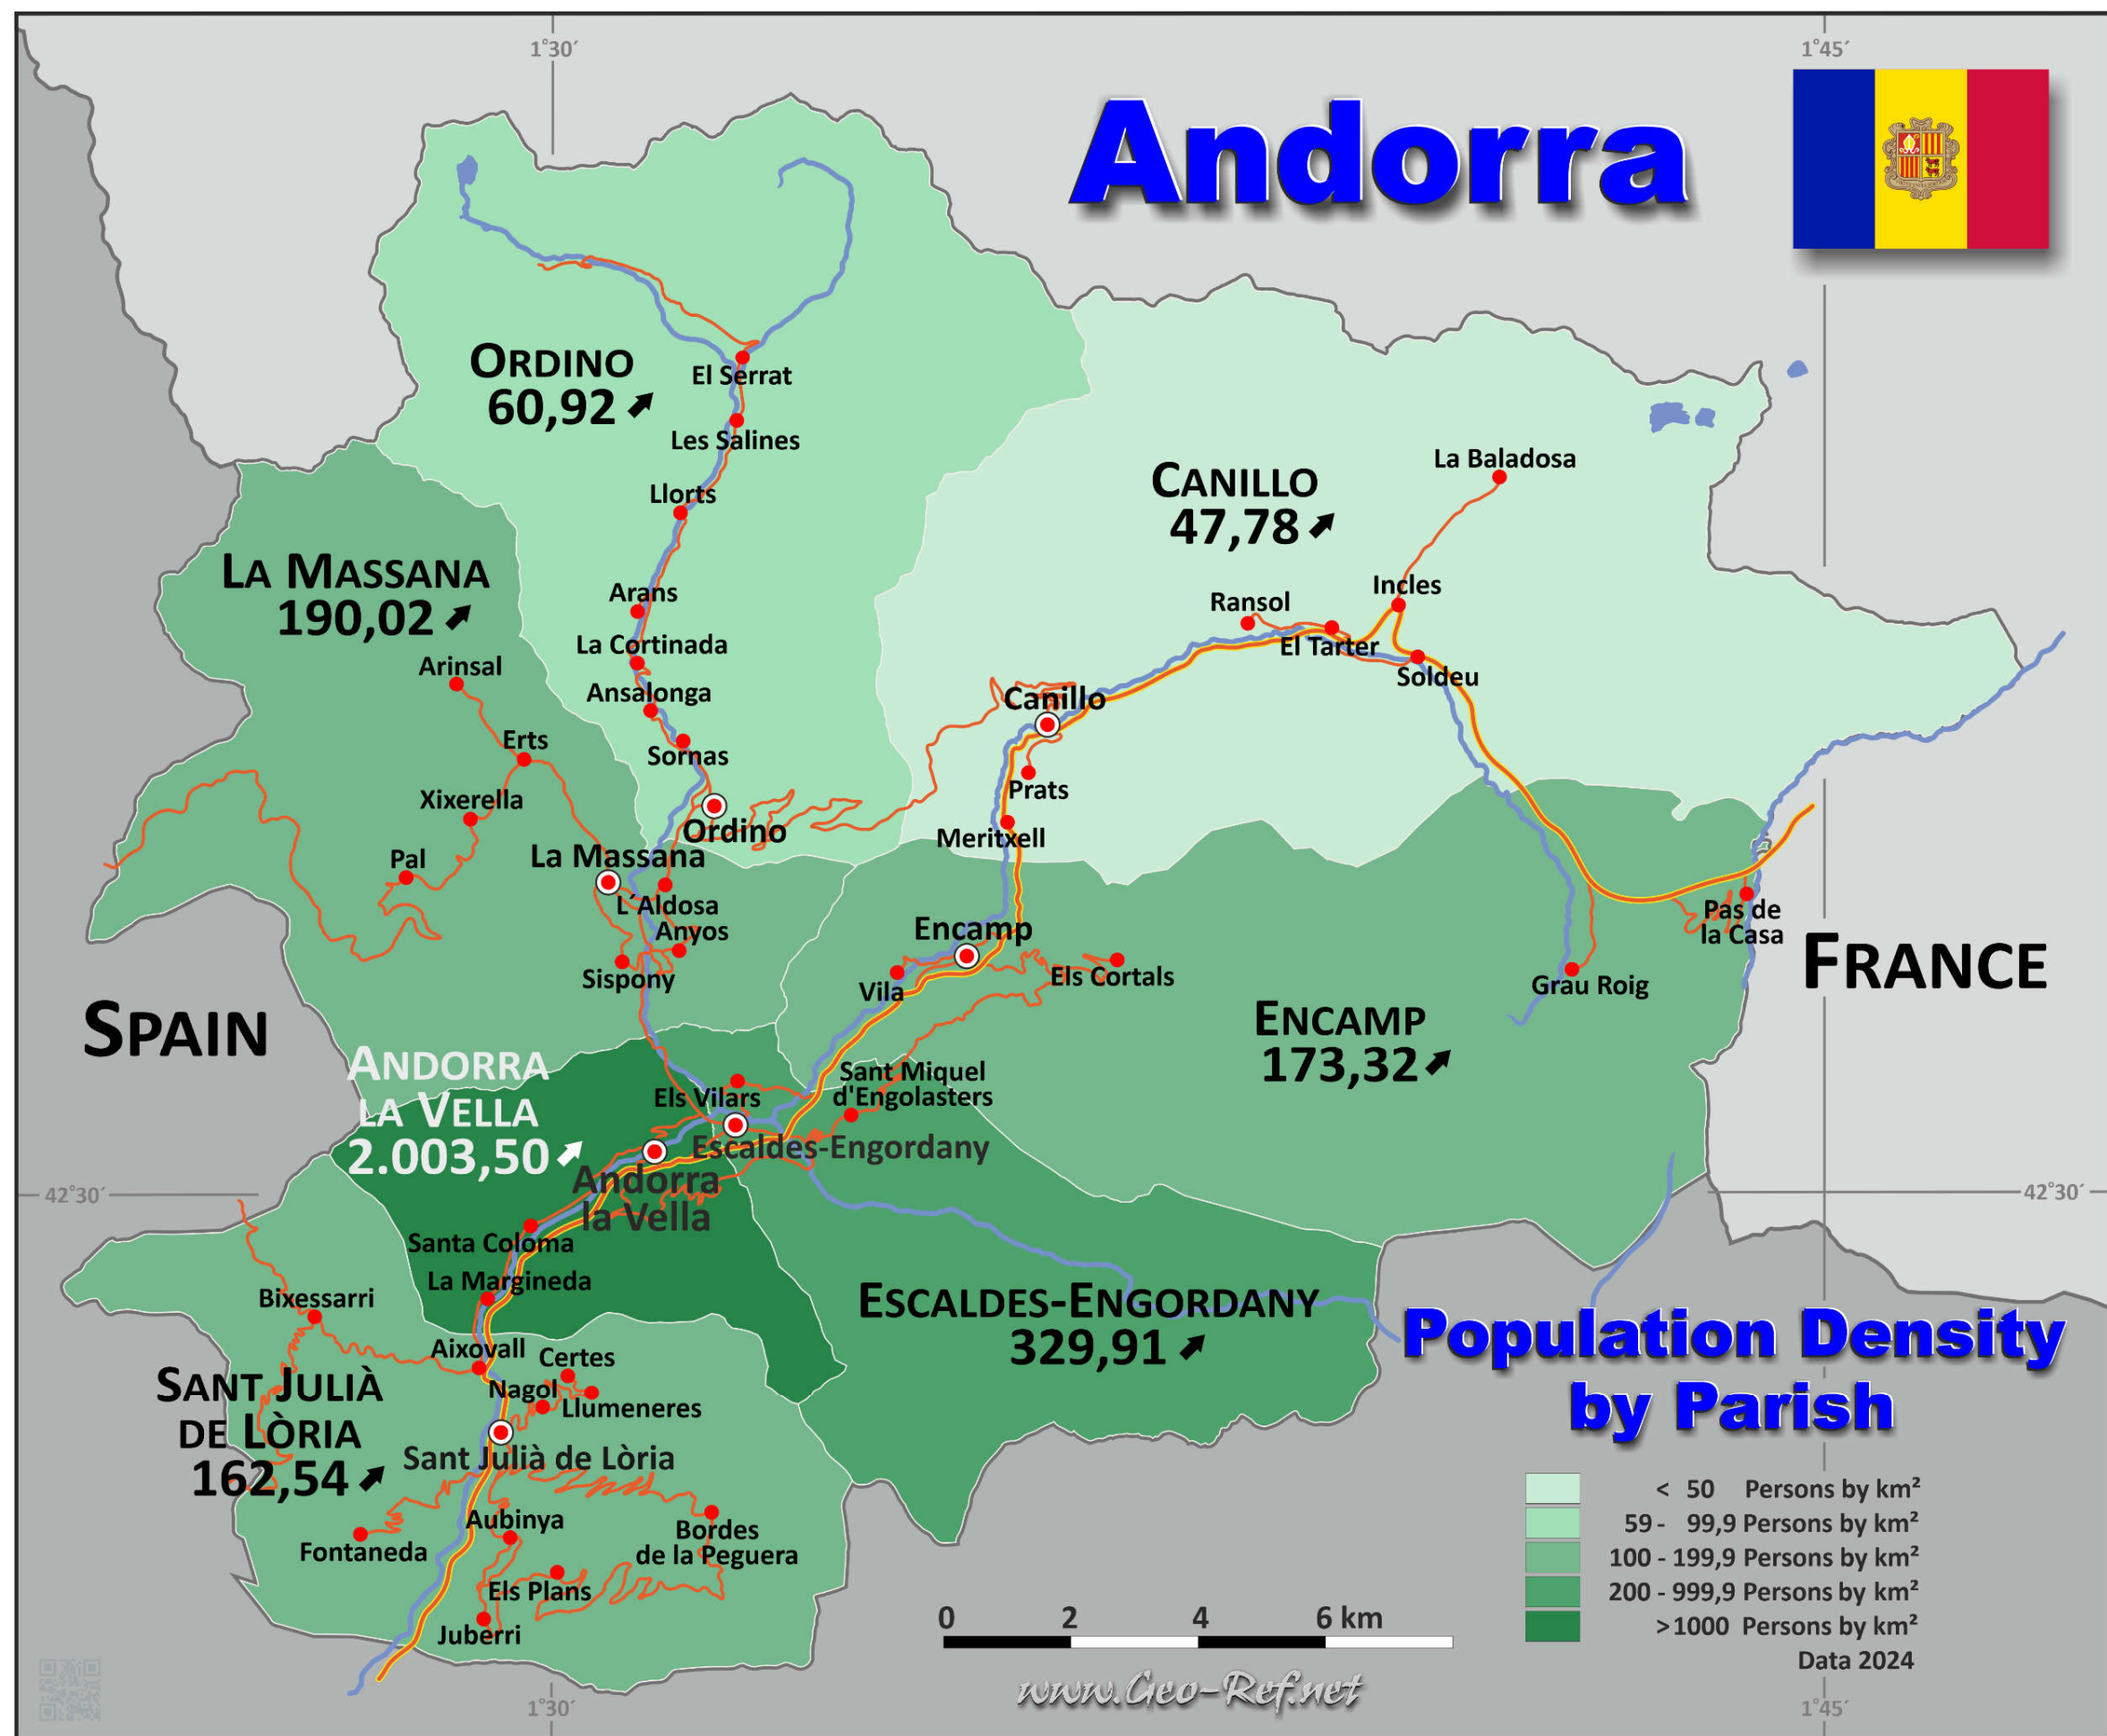 1°30´
1°45´
Andorra
ORDINO
60,92
El Serrat
Les Salines
Llorts
CANILLO
47,78
La Baladosa
LA MASSANA
190,02
Arans
La Cortinada
Ansalonga
Sornas
Ordino
Ransol
El Tarter
Incles
Soldeu
Canillo
Prats
Meritxell
Arinsal
Erts
Xixerella
Pal
La Massana
L´Aldosa
Anyos
Sispony
Encamp
Vila
Els Cortals
Pas de
la Casa
Grau Roig
FRANCE
SPAIN
ENCAMP
173,32
ANDORRA
LA VELLA
2.003,50
Els Vilars
Sant Miquel
d'Engolasters
Escaldes-Engordany
Andorra
la Vella
42°30´
42°30´
Santa Coloma
La Margineda
Bixessarri
ESCALDES-ENGORDANY
329,91
Aixovall
Certes
Nagol
Llumeneres
SANT JULIÀ
DE LÒRIA
162,54
Sant Julià de Lòria
Fontaneda
Aubinya
Bordes
de la Peguera
Els Plans
Juberri
Population Density
by Parish
< 50 Persons by km²
59 - 99,9 Persons by km²
100 - 199,9 Persons by km²
200 - 999,9 Persons by km²
>1000 Persons by km²
Data 2024
0 2 4 6 km
www.Geo-Ref.net
1°30´
1°45´